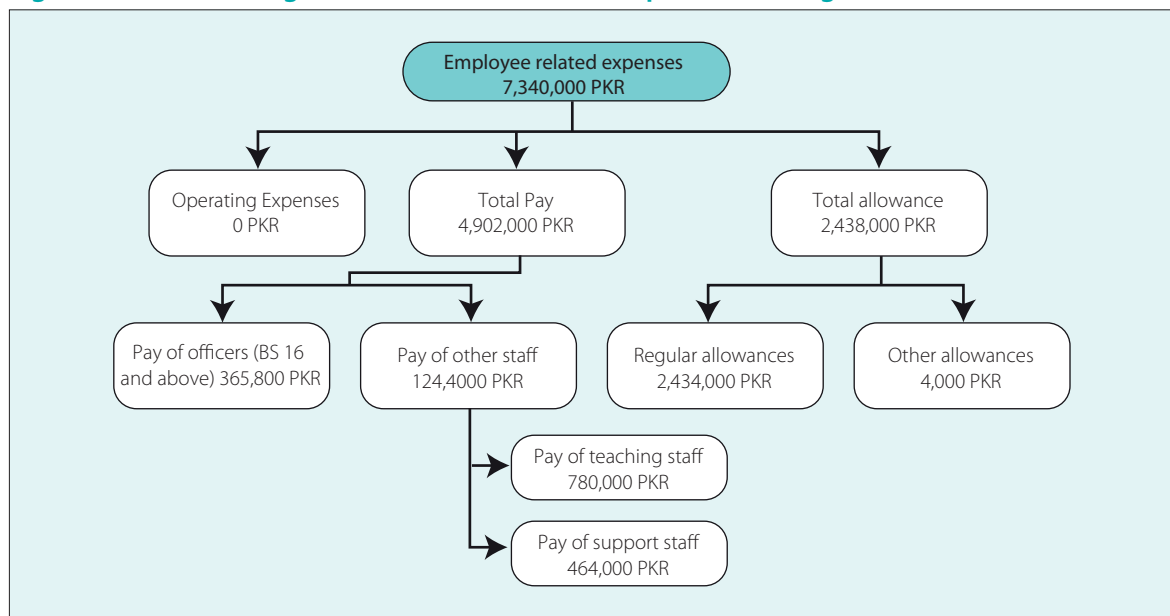 Employee related expenses
7,340,000 PKR
Operating Expenses
0 PKR
Total Pay
4,902,000 PKR
Total allowance
2,438,000 PKR
Pay of officers (BS 16
and above) 365,800 PKR
Pay of other staff
124,4000 PKR
Regular allowances
2,434,000 PKR
Other allowances
4,000 PKR
Pay of teaching staff
780,000 PKR
Pay of support staff
464,000 PKR